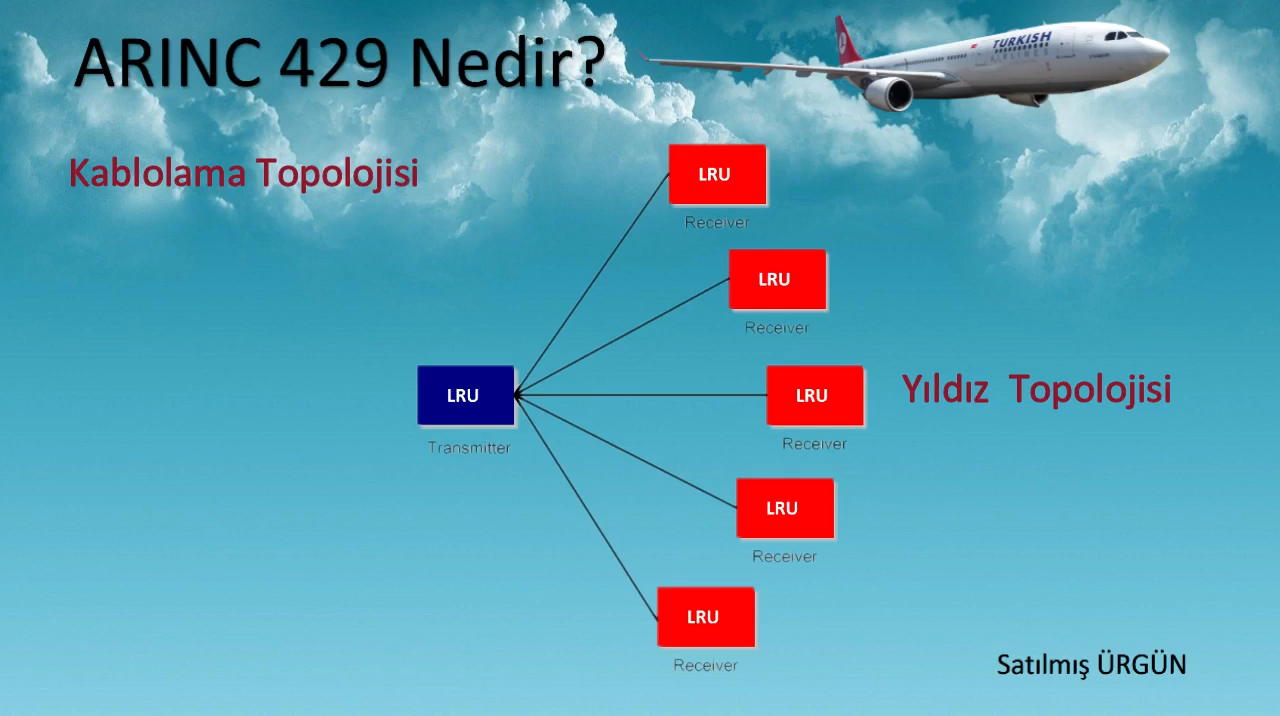 ARINC 429 Nedir?
TURKISH
AIRLINES
Kablolama Topolojisi
LRU
Receiver
LRU
Receiver
LRU
Transmitter
LRU
Receiver
Yıldız Topolojisi
LRU
Receiver
LRU
Receiver
Satılmış ÜRGÜN